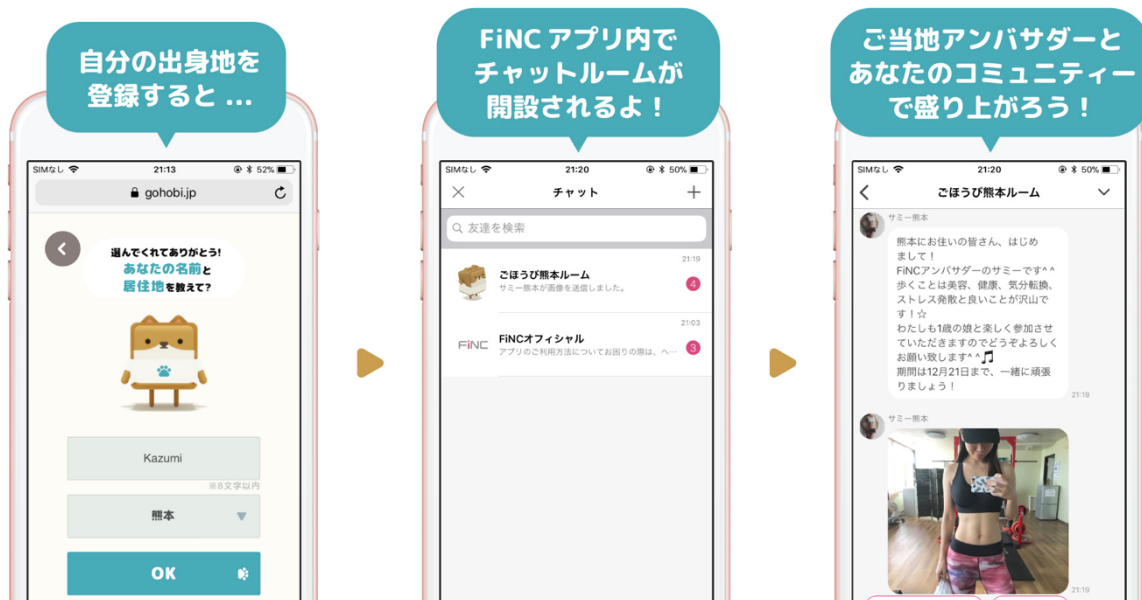 自分の出身地を
登録すると ...
SIMなし 21:13 52%
gohobi.jp
選んでくれてありがとう!
あなたの名前と
居住地を教えて?
Kazumi
※8文字以内
熊本
OK
FiNC アプリ内で
チャットルームが
開設されるよ！
SIMなし 21:20 50%
チャット
友達を検索
21:19
ごほうび熊本ルーム
サミー熊本が画像を送信しました。
4
21:03
FiNC
FiNCオフィシャル
アプリのご利用方法についてお困りの際は、ヘ…
3
ご当地アンバサダーと
あなたのコミュニティー
で盛り上がろう！
SIMなし 21:20 50%
ごほうび熊本ルーム
サミー熊本
熊本にお住いの皆さん、はじめ
まして！
FiNCアンバサダーのサミーです^ ^
歩くことは美容、健康、気分転換、
ストレス発散と良いことが沢山で
す！☆
わたしも1歳の娘と楽しく参加させ
ていただきますのでどうぞよろしく
お願い致します^ ^🎵
期間は12月21日まで、一緒に頑張
りましょう！
21:19
サミー熊本
21:19